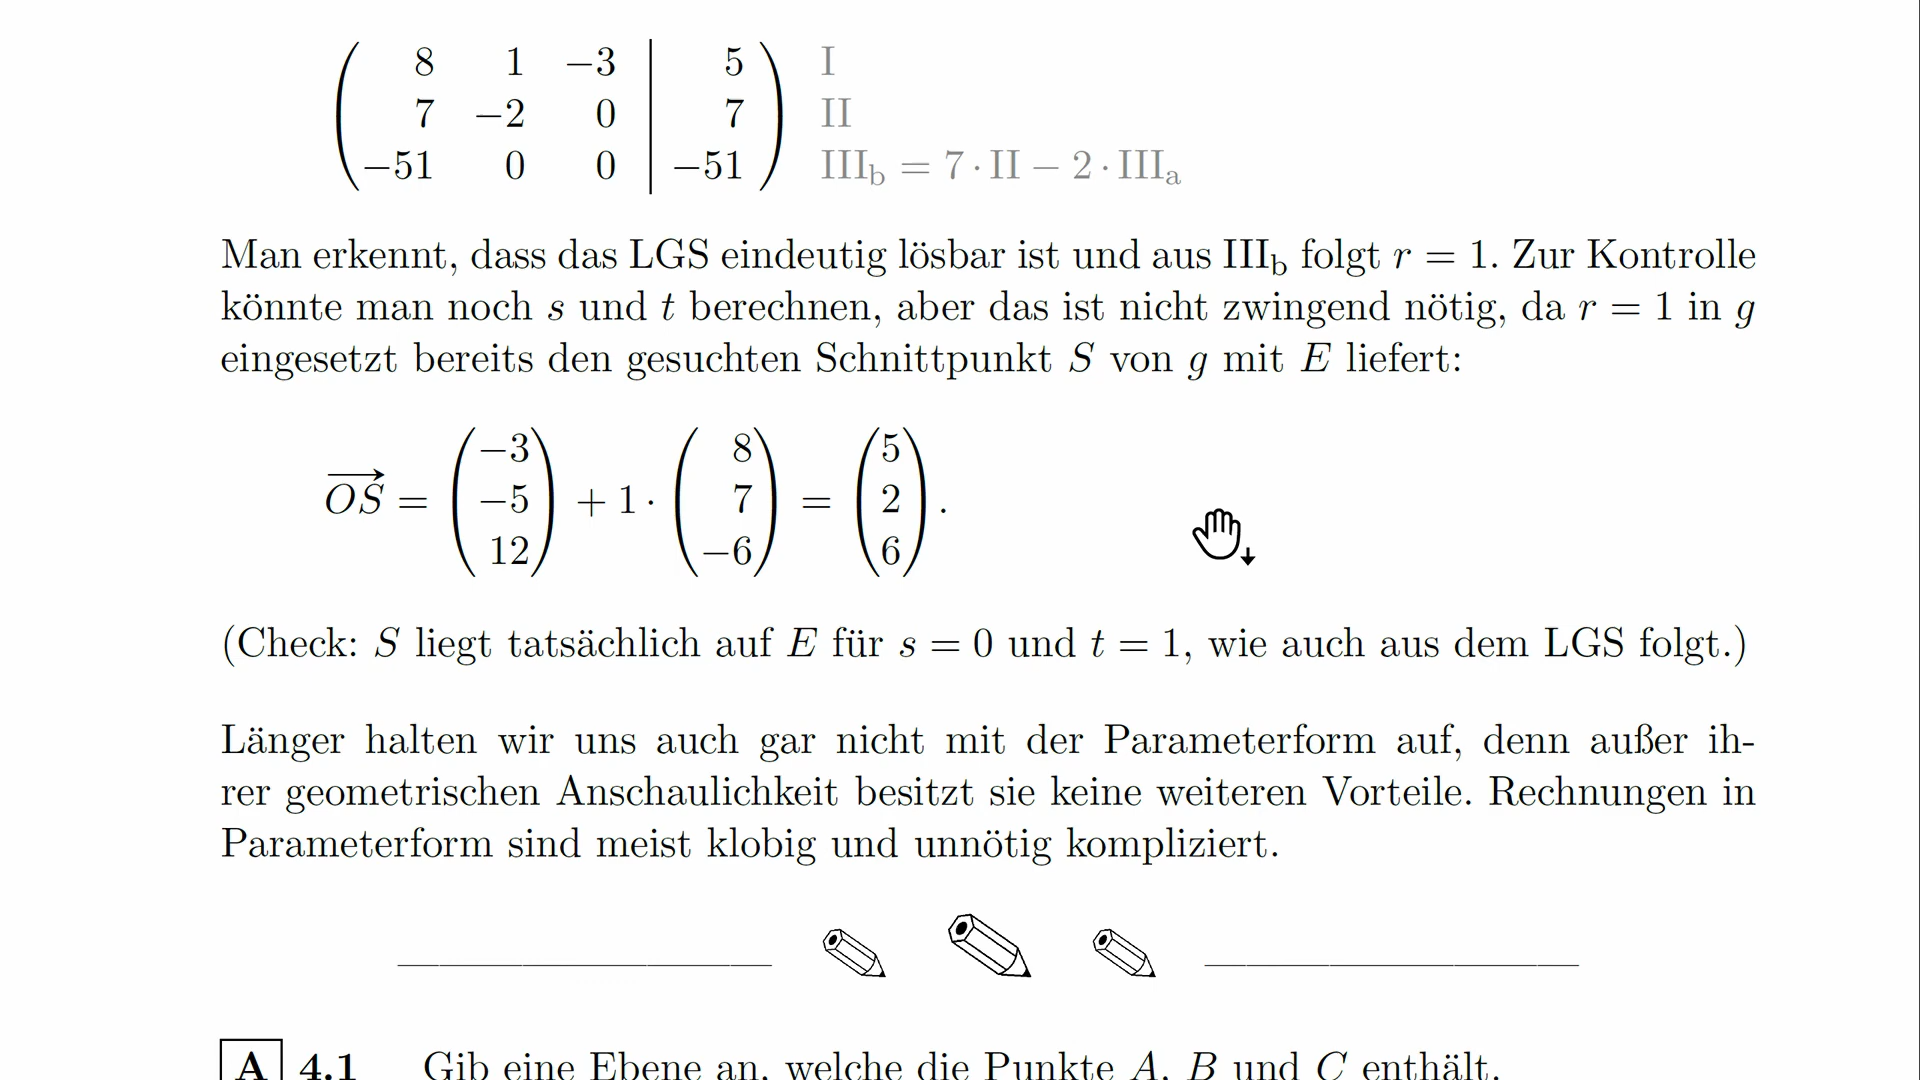 8 1 −3 | 5 I
7 −2 0 | 7 II
−51 0 0 | −51 III_b = 7 · II − 2 · III_a
Man erkennt, dass das LGS eindeutig lösbar ist und aus III_b folgt r = 1. Zur Kontrolle
könnte man noch s und t berechnen, aber das ist nicht zwingend nötig, da r = 1 in g
eingesetzt bereits den gesuchten Schnittpunkt S von g mit E liefert:
−3 8 5
OS = −5 + 1 · 7 = 2 .
12 −6 6
(Check: S liegt tatsächlich auf E für s = 0 und t = 1, wie auch aus dem LGS folgt.)
Länger halten wir uns auch gar nicht mit der Parameterform auf, denn außer ih-
rer geometrischen Anschaulichkeit besitzt sie keine weiteren Vorteile. Rechnungen in
Parameterform sind meist klobig und unnötig kompliziert.
A 4.1 Gib eine Ebene an, welche die Punkte A, B und C enthält.